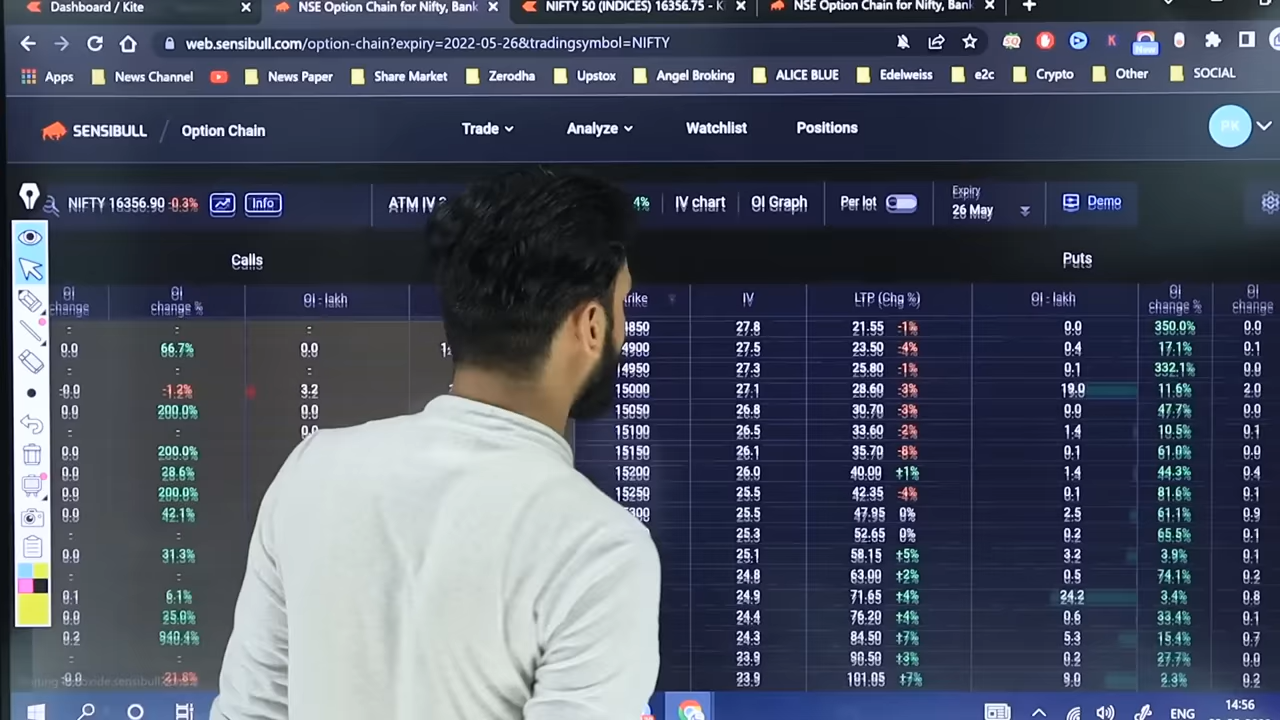 Dashboard / Kite
NSE Option Chain for Nifty, Bank
NIFTY 50 (INDICES) 16356.75 - K
NSE Option Chain for Nifty, Bank
web.sensibull.com/option-chain?expiry=2022-05-26&tradingsymbol=NIFTY
New
Apps News Channel News Paper Share Market Zerodha Upstox Angel Broking ALICE BLUE Edelweiss e2c Crypto Other SOCIAL
SENSIBULL / Option Chain Trade Analyze Watchlist Positions PK
NIFTY 16356.90 -0.3% Info ATM IV 4% IV chart OI Graph Per lot Expiry 26 May Demo
Calls Puts
OI change OI change % OI - lakh IV LTP (Chg %) OI - lakh OI change % OI change
- - - 27.8 21.55 -1% 0.0 350.0% 0.0
0.0 66.7% 0.0 27.5 23.50 -4% 0.4 17.1% 0.1
- - - 14950 27.3 25.80 -1% 0.1 332.1% 0.1
-0.0 -1.2% 3.2 15000 27.1 28.60 -3% 19.0 11.6% 2.0
0.0 200.0% 0.0 15050 26.8 30.70 -3% 0.0 47.7% 0.0
- - 0.0 15100 26.5 33.60 -2% 1.4 10.5% 0.1
0.0 200.0% 15150 26.1 35.70 -8% 0.1 61.0% 0.0
0.0 28.6% 15200 26.0 40.00 +1% 1.4 44.3% 0.4
0.0 200.0% 15250 25.5 42.35 -4% 0.1 81.6% 0.1
0.0 42.1% 25.5 47.95 0% 2.5 61.1% 0.9
- - 25.3 52.65 0% 0.2 65.5% 0.1
0.0 31.3% 25.1 58.15 +5% 3.2 3.9% 0.1
- - 24.8 63.00 +2% 0.5 74.1% 0.2
0.1 6.1% 24.9 71.65 +4% 24.2 3.4% 0.8
0.0 25.0% 24.4 76.20 +4% 0.6 33.4% 0.1
0.2 940.4% 24.3 84.50 +7% 5.3 15.4% 0.7
- - 23.9 90.50 +3% 0.2 27.7% 0.0
-0.0 -21.8% 23.9 101.05 +7% 9.0 2.3% 0.2
ENG 14:56